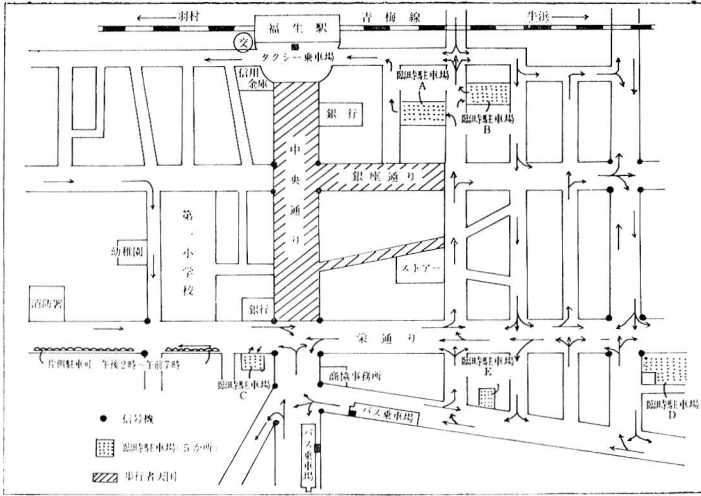 ←羽村
福生駅
青梅線
牛浜→
交
タクシー乗車場
信用
金庫
銀行
臨時駐車場
A
臨時駐車場
B
中央通り
銀座通り
第一小学校
幼稚園
消防署
銀行
ストアー
栄通り
片側駐車可 午後2時〜午前7時
臨時駐車場
C
商協事務所
臨時駐車場
E
臨時駐車場
D
バス乗車場
バス乗車場
信号機
臨時駐車場(5か所)
歩行者天国